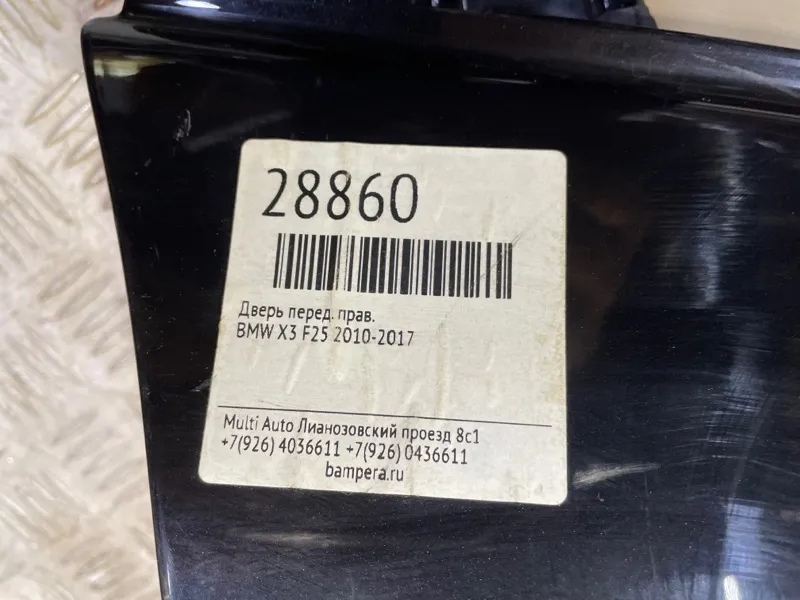 28860
Дверь перед. прав.
BMW X3 F25 2010-2017
Multi Auto Лианозовский проезд 8с1
+7(926) 4036611 +7(926) 0436611
bampera.ru